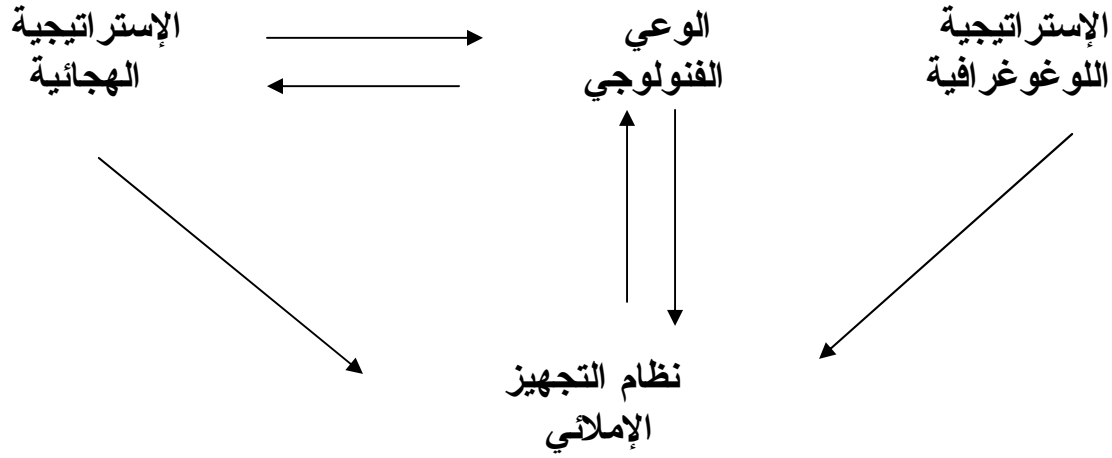 الإستراتيجية
اللوغوغرافية
الوعي
الفنولوجي
الإستراتيجية
الهجائية
نظام التجهيز
الإملائي